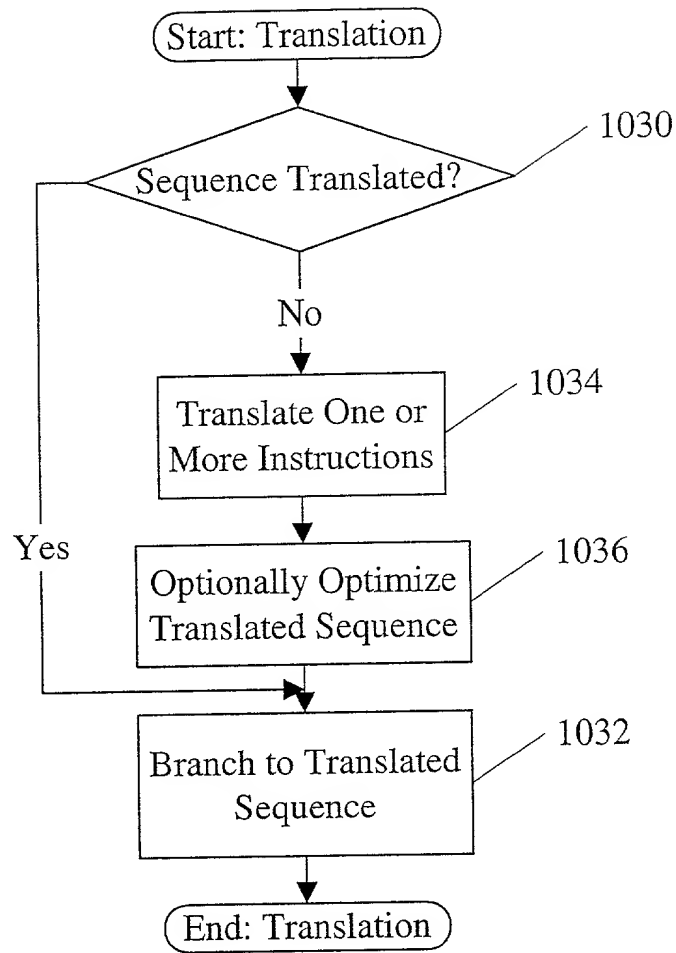 Start: Translation
1030
Sequence Translated?
No
1034
Translate One or
More Instructions
Yes
1036
Optionally Optimize
Translated Sequence
1032
Branch to Translated
Sequence
End: Translation